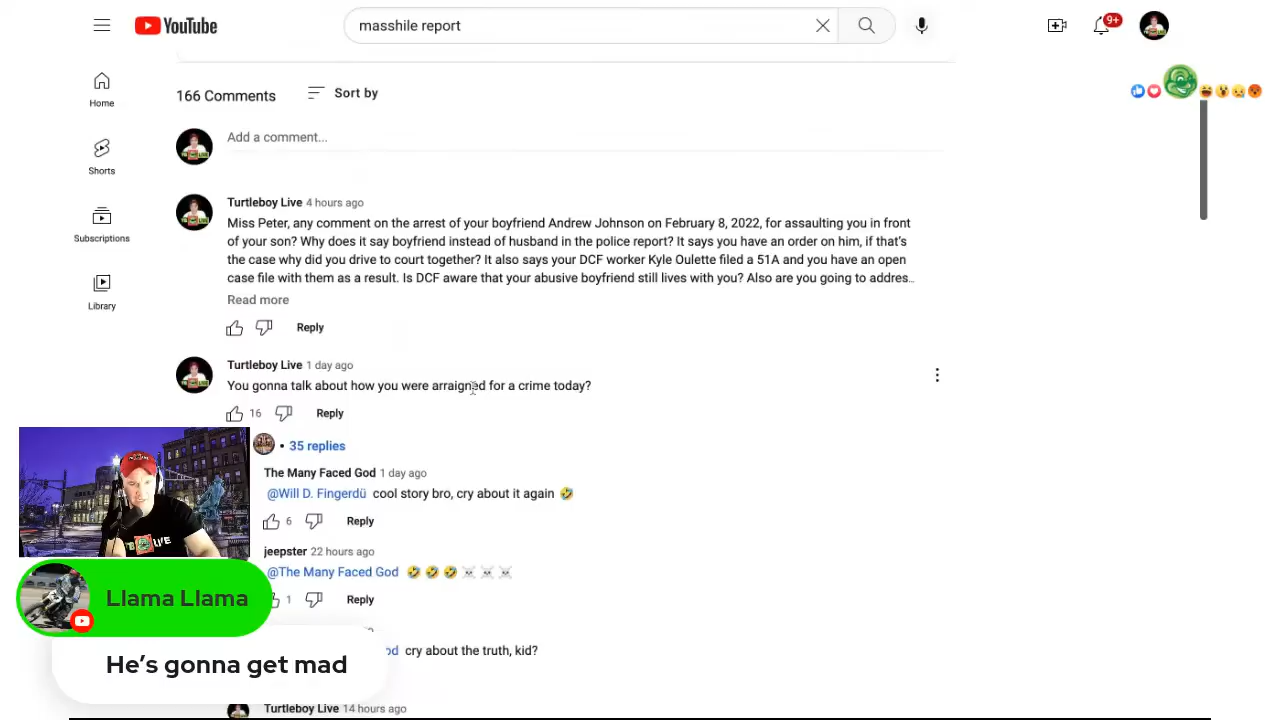 YouTube
masshile report
9+
Home
Shorts
Subscriptions
Library
166 Comments
Sort by
Add a comment...
Turtleboy Live 4 hours ago
Miss Peter, any comment on the arrest of your boyfriend Andrew Johnson on February 8, 2022, for assaulting you in front
of your son? Why does it say boyfriend instead of husband in the police report? It says you have an order on him, if that's
the case why did you drive to court together? It also says your DCF worker Kyle Oulette filed a 51A and you have an open
case file with them as a result. Is DCF aware that your abusive boyfriend still lives with you? Also are you going to addres...
Read more
Reply
Turtleboy Live 1 day ago
You gonna talk about how you were arraigned for a crime today?
16
Reply
• 35 replies
The Many Faced God 1 day ago
@Will D. Fingerdü cool story bro, cry about it again 🤣
6
Reply
jeepster 22 hours ago
@The Many Faced God 🤣🤣🤣☠☠☠
1
Reply
od cry about the truth, kid?
Turtleboy Live 14 hours ago
LIFE
Llama Llama
He's gonna get mad